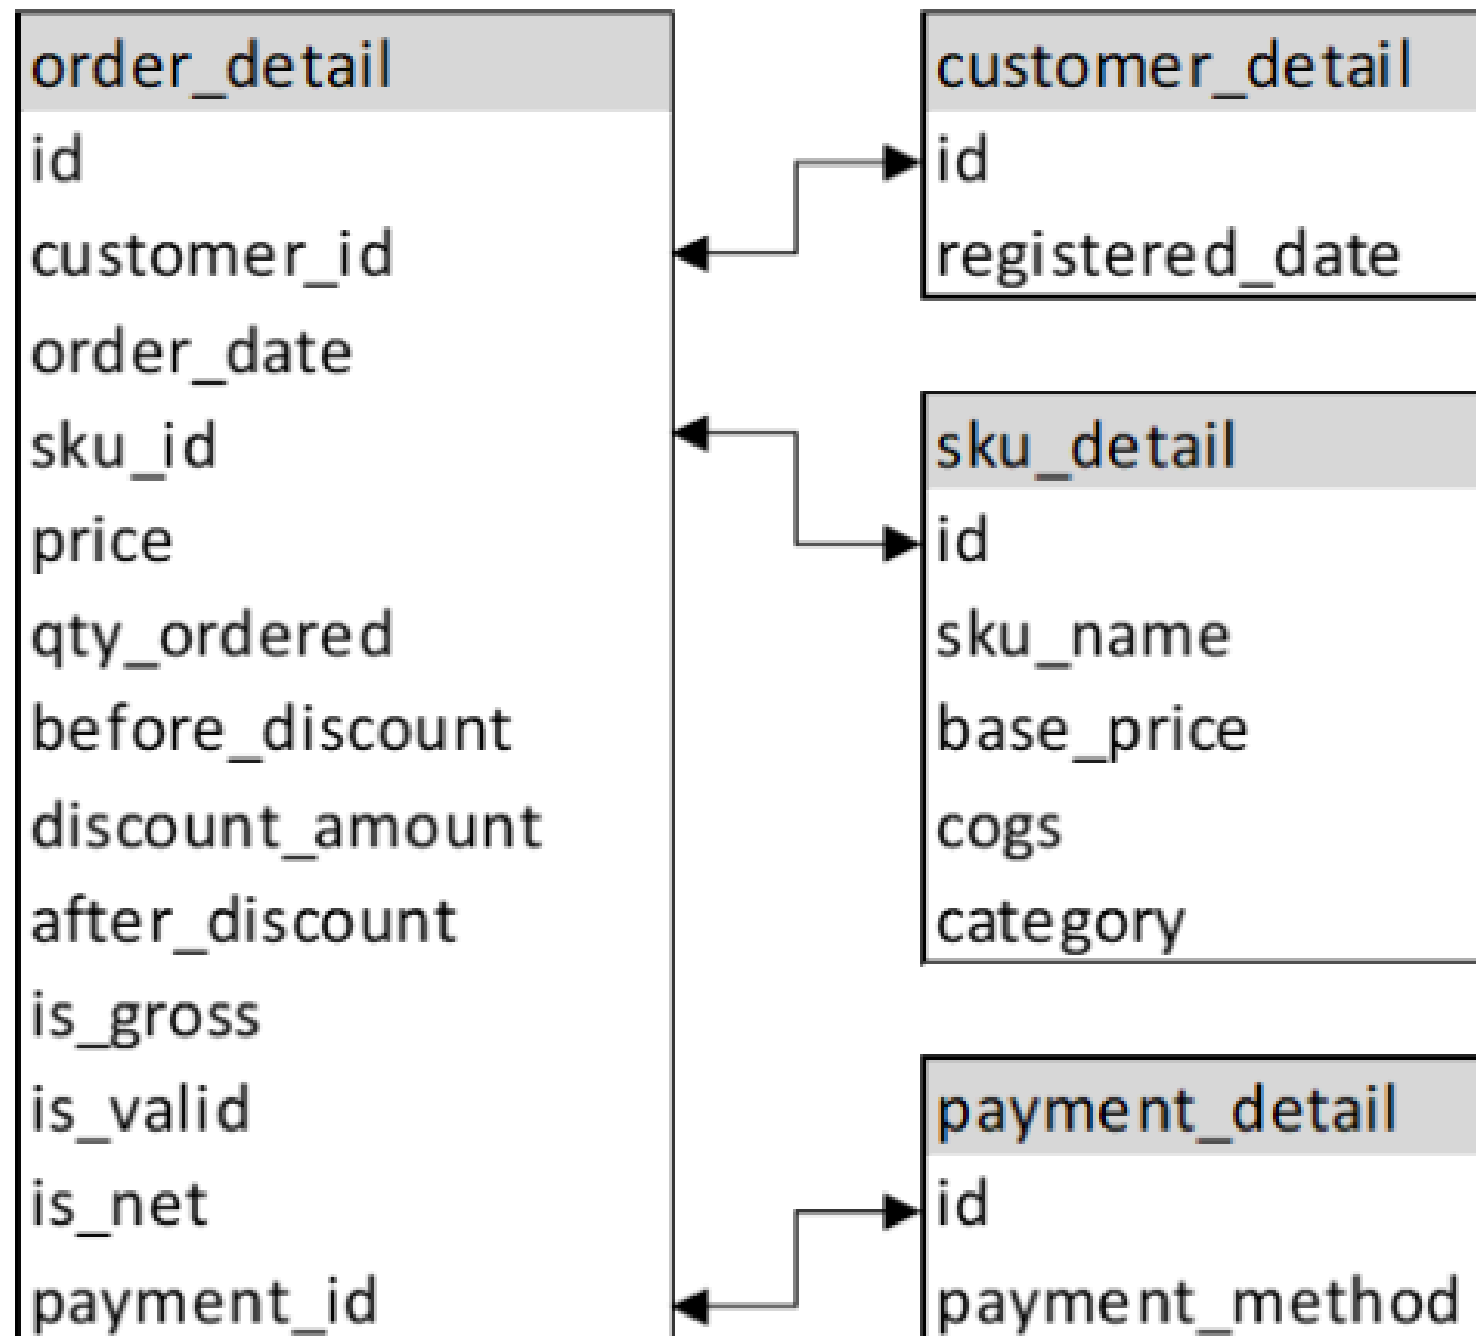 order_detail
id
customer_id
order_date
sku_id
price
qty_ordered
before_discount
discount_amount
after_discount
is_gross
is_valid
is_net
payment_id
customer_detail
id
registered_date
sku_detail
id
sku_name
base_price
cogs
category
payment_detail
id
payment_method